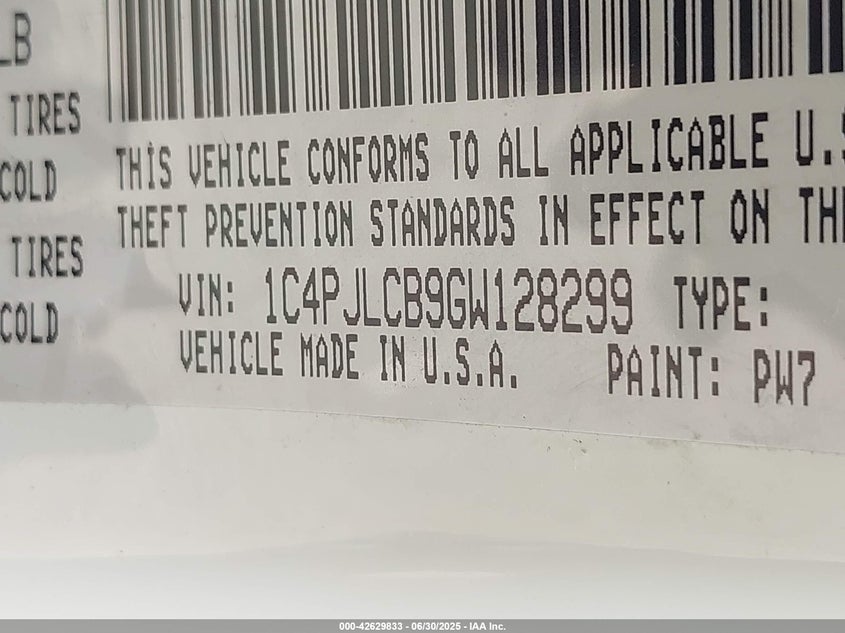 LB
TIRES
COLD
TIRES
COLD
THIS VEHICLE CONFORMS TO ALL APPLICABLE U.S
THEFT PREVENTION STANDARDS IN EFFECT ON THE
VIN: 1C4PJLCB9GW128299 TYPE:
VEHICLE MADE IN U.S.A. PAINT: PW7
000-42629833 - 06/30/2025 - IAA Inc.